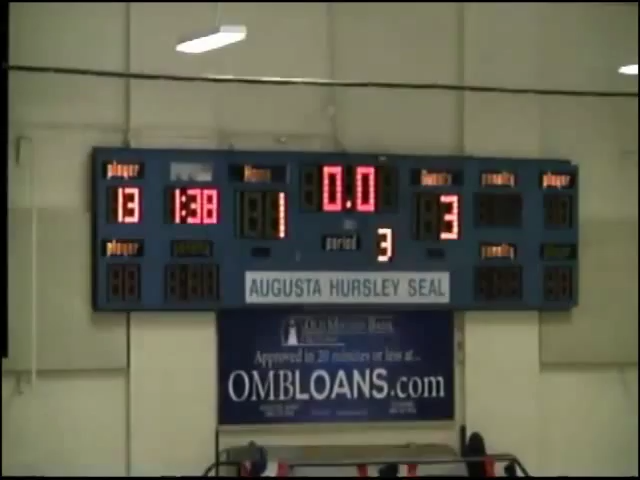 player Home 0.0 Guests penalty player
13 1:38 1 3
player period 3 penalty
AUGUSTA HURSLEY SEAL
Approved in 20 minutes or less at...
OMBLOANS.com